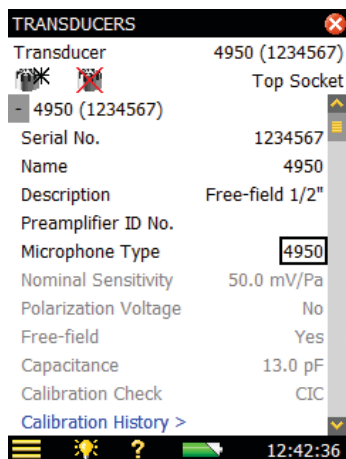 TRANSDUCERS
Transducer 4950 (1234567)
Top Socket
- 4950 (1234567)
Serial No. 1234567
Name 4950
Description Free-field 1/2"
Preamplifier ID No.
Microphone Type 4950
Nominal Sensitivity 50.0 mV/Pa
Polarization Voltage No
Free-field Yes
Capacitance 13.0 pF
Calibration Check CIC
Calibration History >
? 12:42:36